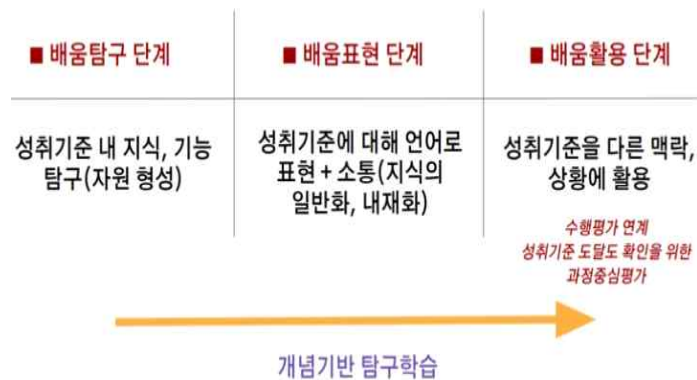 ■ 배움탐구 단계
■ 배움표현 단계
■ 배움활용 단계
성취기준 내 지식, 기능
탐구(자원 형성)
성취기준에 대해 언어로
표현 + 소통(지식의
일반화, 내재화)
성취기준을 다른 맥락,
상황에 활용
수행평가 연계
성취기준 도달도 확인을 위한
과정중심평가
개념기반 탐구학습